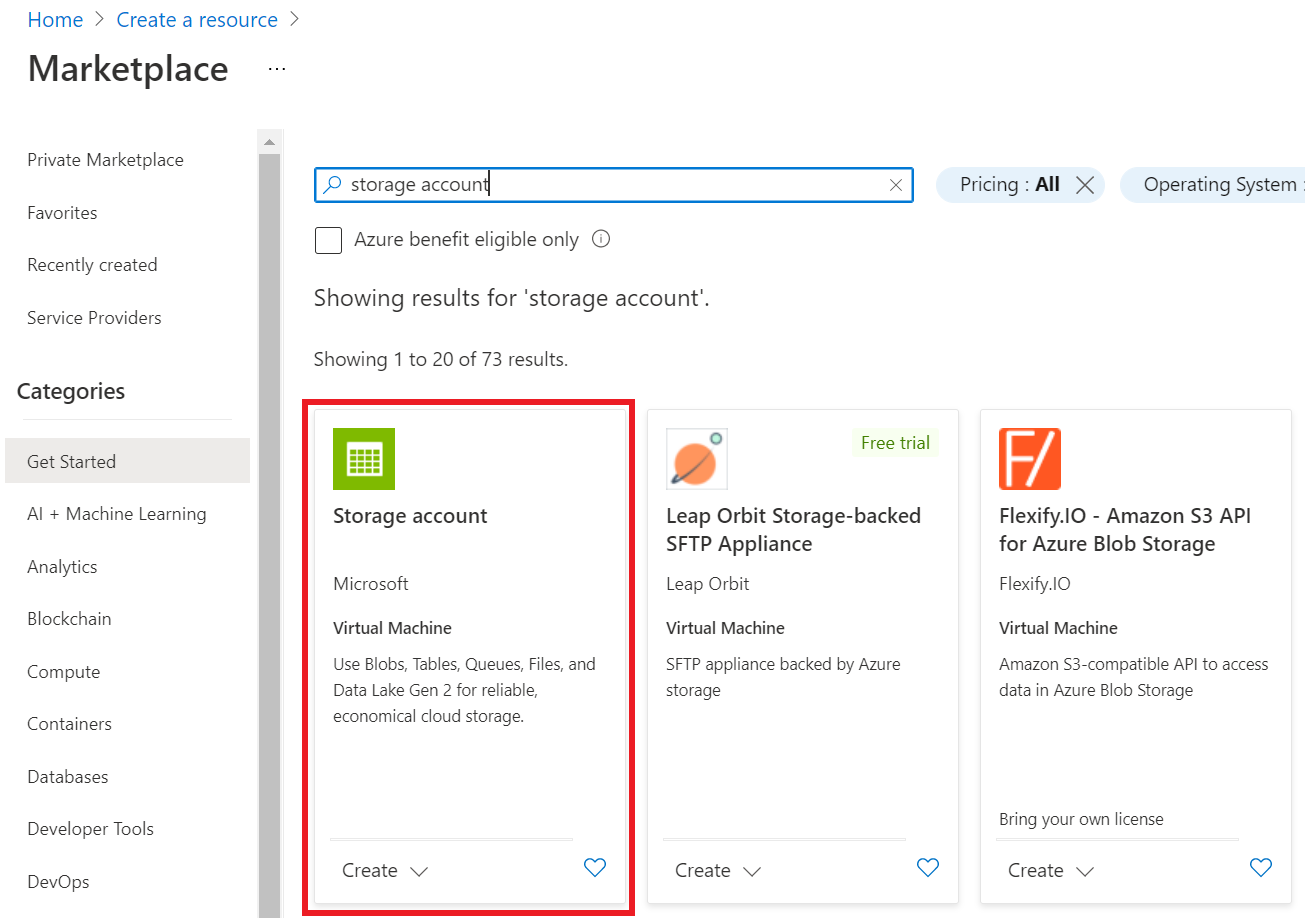 Home > Create a resource >
Marketplace ...
Private Marketplace
Favorites
Recently created
Service Providers
Categories
Get Started
AI + Machine Learning
Analytics
Blockchain
Compute
Containers
Databases
Developer Tools
DevOps
storage account
Pricing : All
Operating System :
Azure benefit eligible only
Showing results for 'storage account'.
Showing 1 to 20 of 73 results.
Storage account
Microsoft
Virtual Machine
Use Blobs, Tables, Queues, Files, and
Data Lake Gen 2 for reliable,
economical cloud storage.
Create
Free trial
Leap Orbit Storage-backed
SFTP Appliance
Leap Orbit
Virtual Machine
SFTP appliance backed by Azure
storage
Create
F/
Flexify.IO - Amazon S3 API
for Azure Blob Storage
Flexify.IO
Virtual Machine
Amazon S3-compatible API to access
data in Azure Blob Storage
Bring your own license
Create